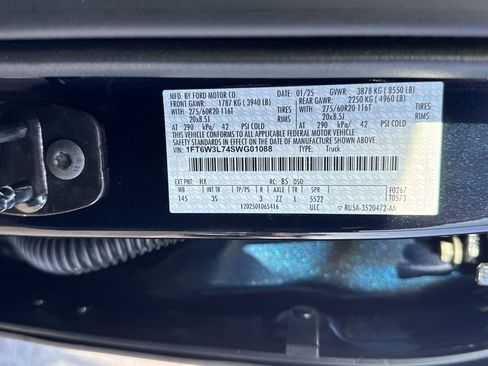 MFD. BY FORD MOTOR CO. 01/25 GVWR: 3878 KG ( 8550 LB)
FRONT GAWR: 1787 KG ( 3940 LB) REAR GAWR: 2250 KG ( 4960 LB)
WITH 275/60R20 116T TIRES WITH 275/60R20 116T TIRES
20x8.5J RIMS 20x8.5J RIMS
AT 290 kPa/ 42 PSI COLD AT 290 kPa/ 42 PSI COLD
THIS VEHICLE CONFORMS TO ALL APPLICABLE FEDERAL MOTOR VEHICLE
SAFETY STANDARDS IN EFFECT ON THE DATE OF MANUFACTURE SHOWN ABOVE.
VIN: 1FT6W3L74SWG01088 TYPE: Truck
EXT PNT: HX RC: 85 DSO:
WB INT TR TP/PS R AXLE TR SPR F0267
145 35 3 ZZ L 5522 T0573
1202501065416 ULC ▽ RU5A-3520472-AA